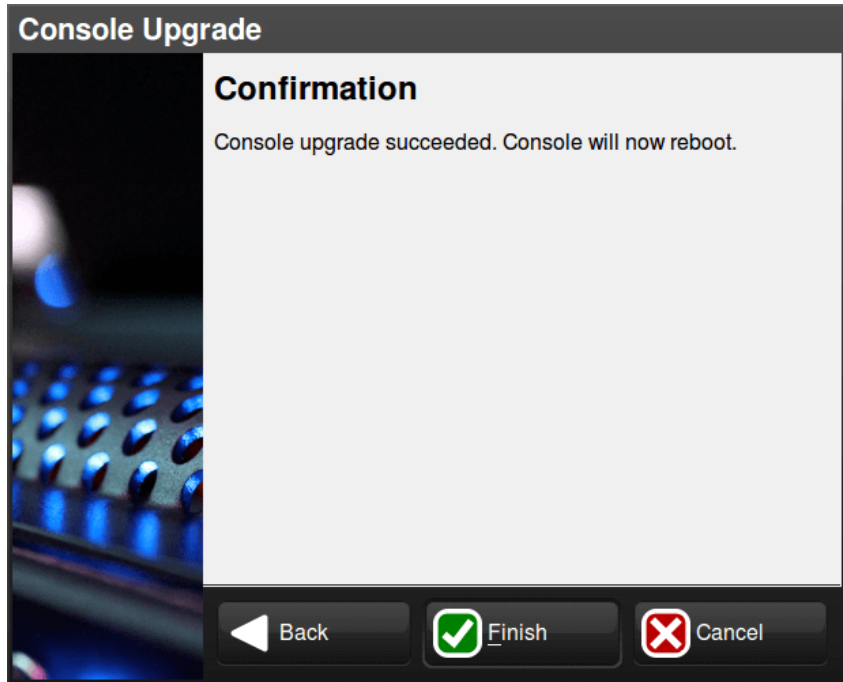 Console Upgrade
Confirmation
Console upgrade succeeded. Console will now reboot.
Back
Finish
Cancel